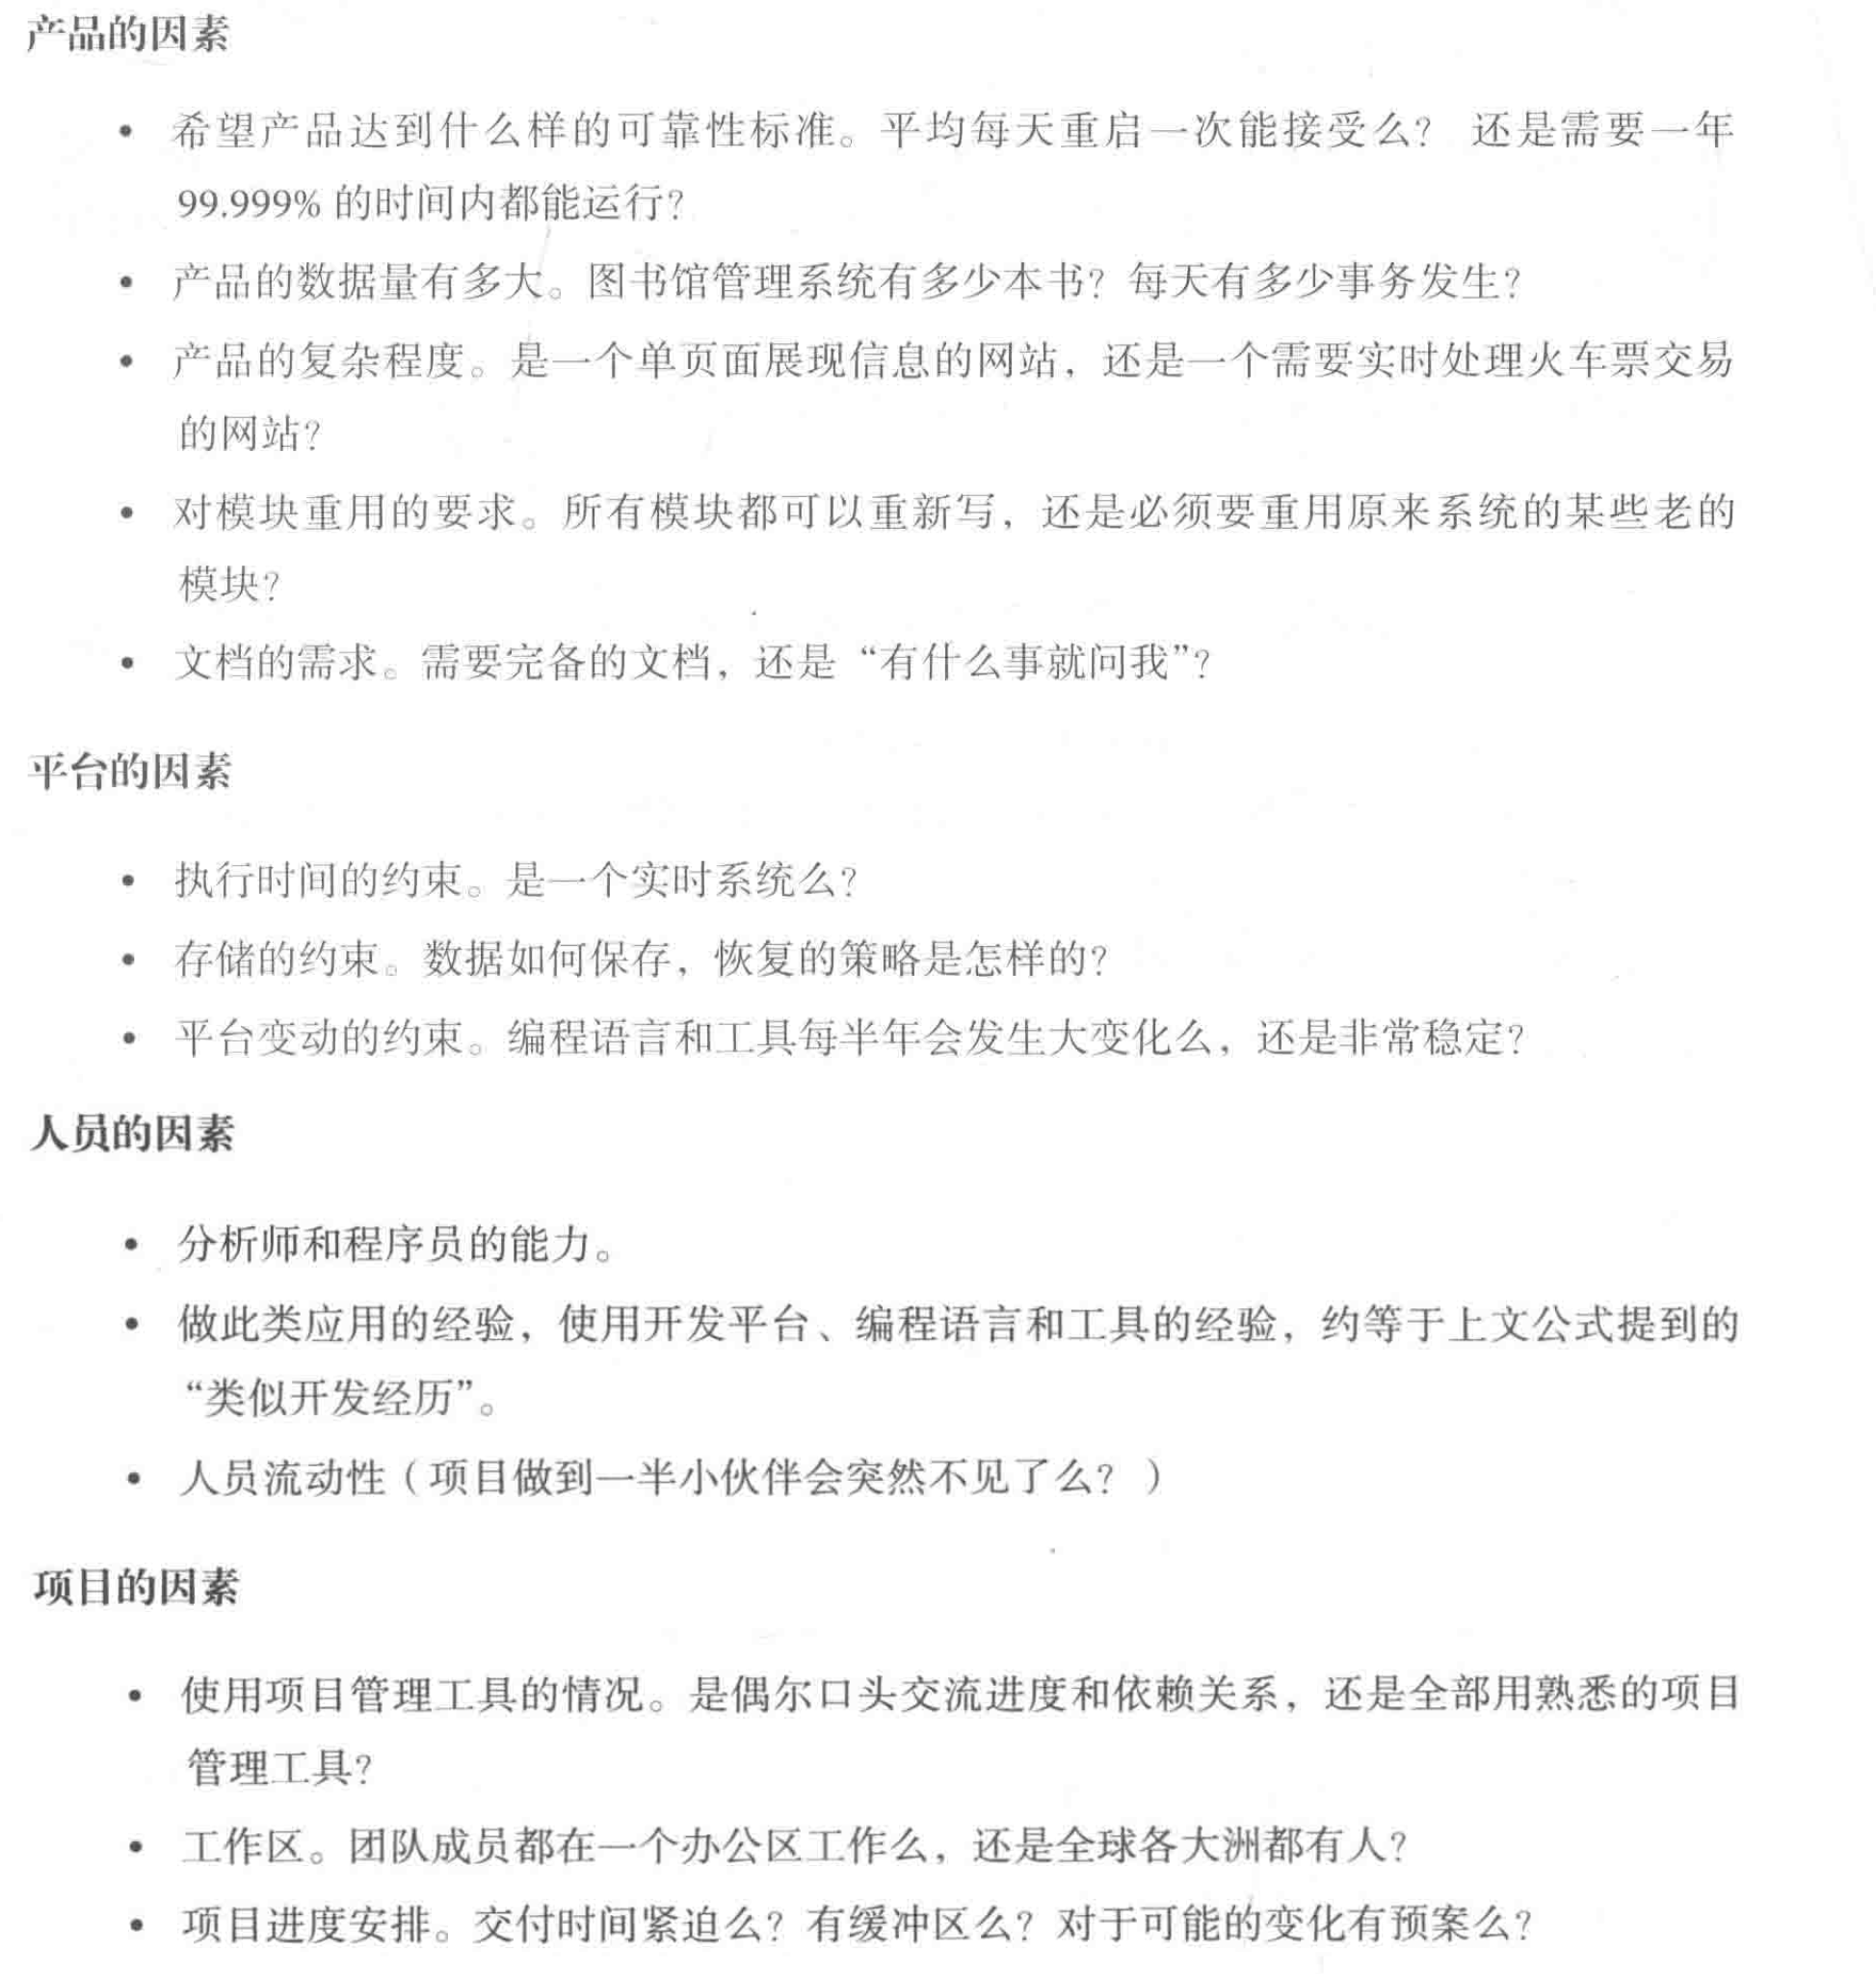 产品的因素
• 希望产品达到什么样的可靠性标准。平均每天重启一次能接受么？ 还是需要一年
99.999% 的时间内都能运行？
• 产品的数据量有多大。图书馆管理系统有多少本书？每天有多少事务发生？
• 产品的复杂程度。是一个单页面展现信息的网站，还是一个需要实时处理火车票交易
的网站？
• 对模块重用的要求。所有模块都可以重新写，还是必须要重用原来系统的某些老的
模块？
• 文档的需求。需要完备的文档，还是“有什么事就问我”？
平台的因素
• 执行时间的约束。是一个实时系统么？
• 存储的约束。数据如何保存，恢复的策略是怎样的？
• 平台变动的约束。编程语言和工具每半年会发生大变化么，还是非常稳定？
人员的因素
• 分析师和程序员的能力。
• 做此类应用的经验，使用开发平台、编程语言和工具的经验，约等于上文公式提到的
“类似开发经历”。
• 人员流动性（项目做到一半小伙伴会突然不见了么？）
项目的因素
• 使用项目管理工具的情况。是偶尔口头交流进度和依赖关系，还是全部用熟悉的项目
管理工具？
• 工作区。团队成员都在一个办公区工作么，还是全球各大洲都有人？
• 项目进度安排。交付时间紧迫么？有缓冲区么？对于可能的变化有预案么？